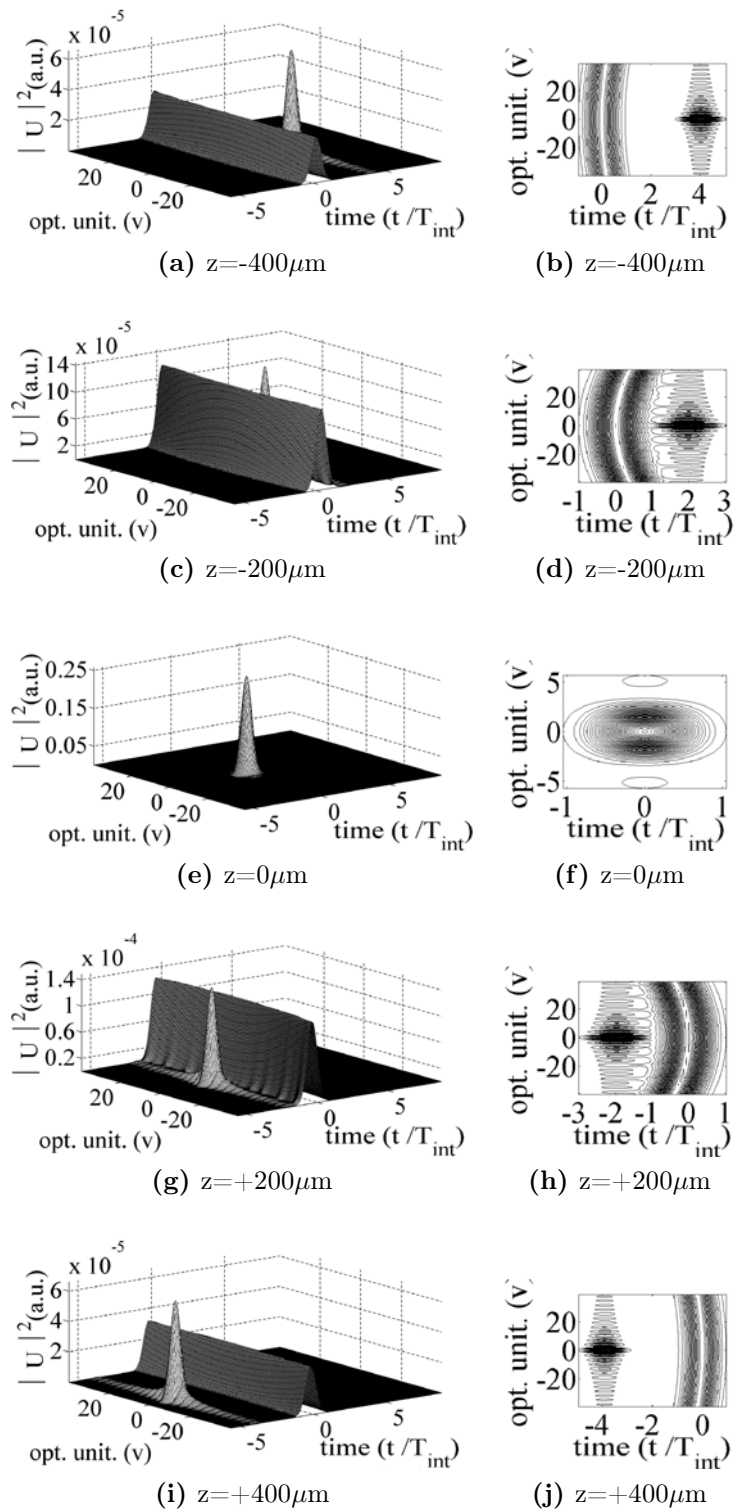 x 10^-5
6
4
2
| U |^2 (a.u.)
20
0
-20
opt. unit. (v)
-5
0
5
time (t /T_int)
(a) z=-400μm
20
0
-20
opt. unit. (v)
0
2
4
time (t /T_int)
(b) z=-400μm
x 10^-5
14
10
6
2
| U |^2 (a.u.)
20
0
-20
opt. unit. (v)
-5
0
5
time (t /T_int)
(c) z=-200μm
20
0
-20
opt. unit. (v)
-1 0 1 2 3
time (t /T_int)
(d) z=-200μm
0.25
0.15
0.05
| U |^2 (a.u.)
20
0
-20
opt. unit. (v)
-5
0
5
time (t /T_int)
(e) z=0μm
5
0
-5
opt. unit. (v)
-1 0 1
time (t /T_int)
(f) z=0μm
x 10^-4
1.4
1
0.6
0.2
| U |^2 (a.u.)
20
0
-20
opt. unit. (v)
-5
0
5
time (t /T_int)
(g) z=+200μm
20
0
-20
opt. unit. (v)
-3 -2 -1 0 1
time (t /T_int)
(h) z=+200μm
x 10^-5
6
4
2
| U |^2 (a.u.)
20
0
-20
opt. unit. (v)
-5
0
5
time (t /T_int)
(i) z=+400μm
20
0
-20
opt. unit. (v)
-4 -2 0
time (t /T_int)
(j) z=+400μm